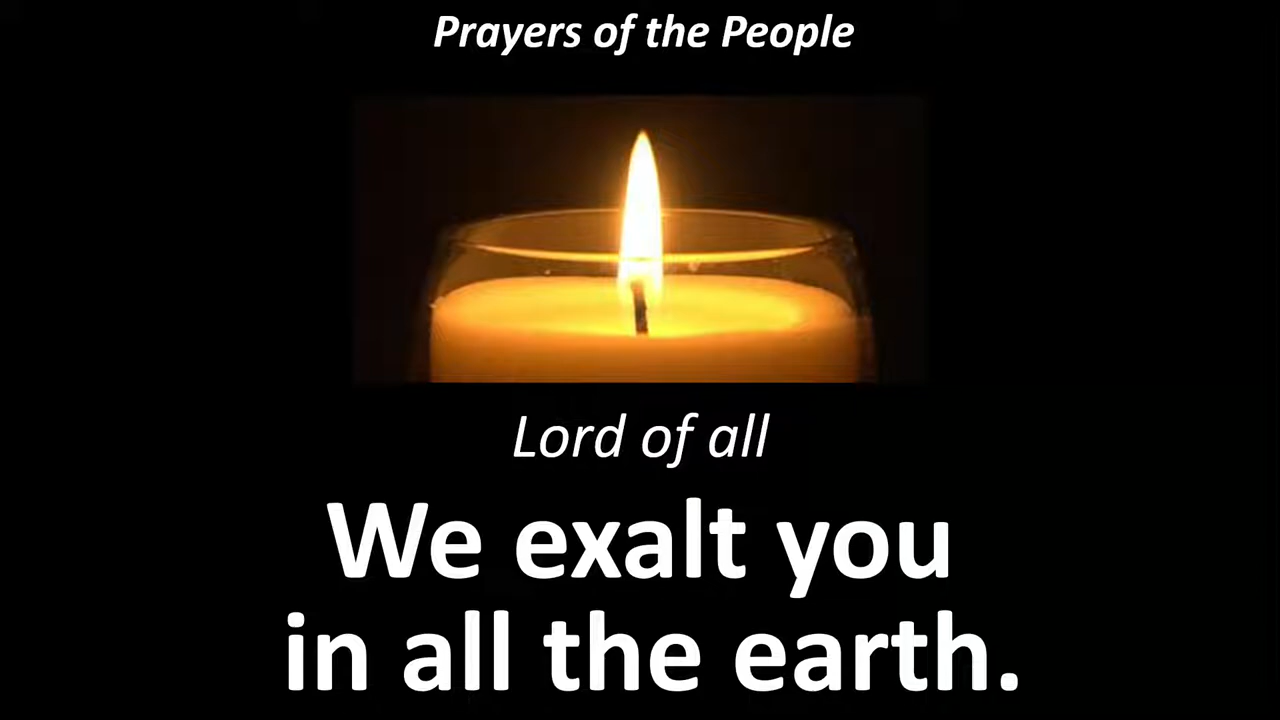 Prayers of the People
Lord of all
We exalt you
in all the earth.